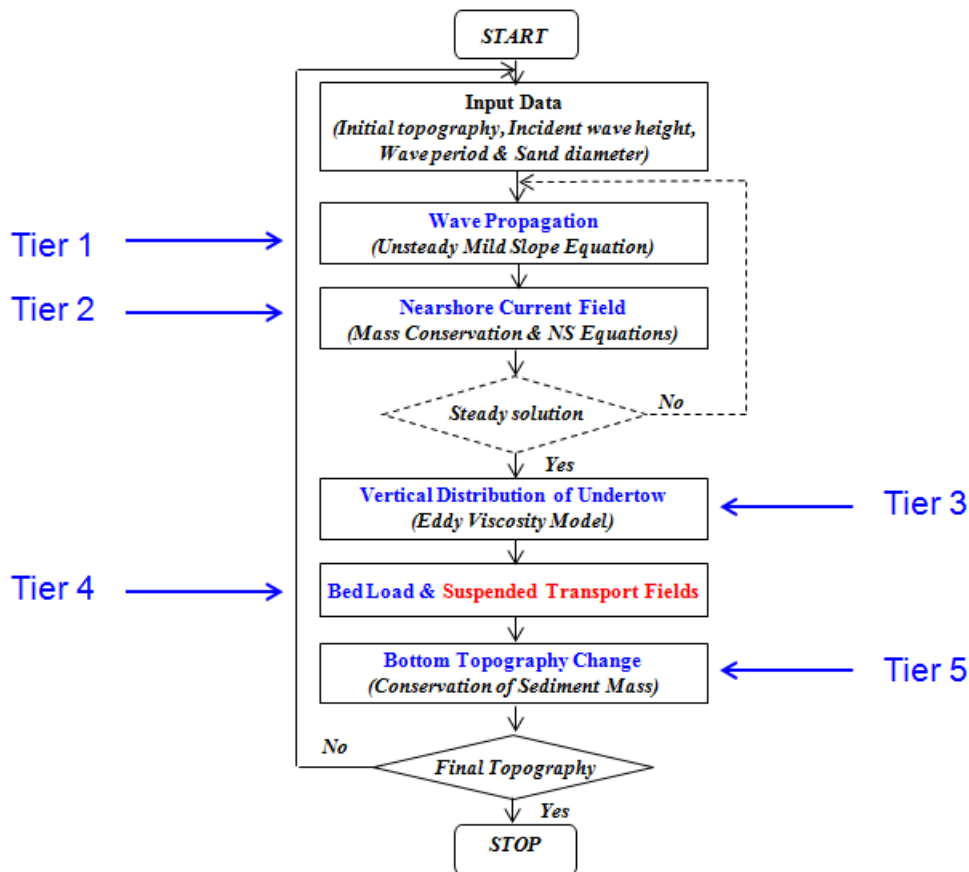 START
Input Data
(Initial topography, Incident wave height,
Wave period & Sand diameter)
Tier 1
Wave Propagation
(Unsteady Mild Slope Equation)
Tier 2
Nearshore Current Field
(Mass Conservation & NS Equations)
Steady solution
No
Yes
Vertical Distribution of Undertow
(Eddy Viscosity Model)
Tier 3
Tier 4
Bed Load & Suspended Transport Fields
Bottom Topography Change
(Conservation of Sediment Mass)
Tier 5
No
Final Topography
Yes
STOP